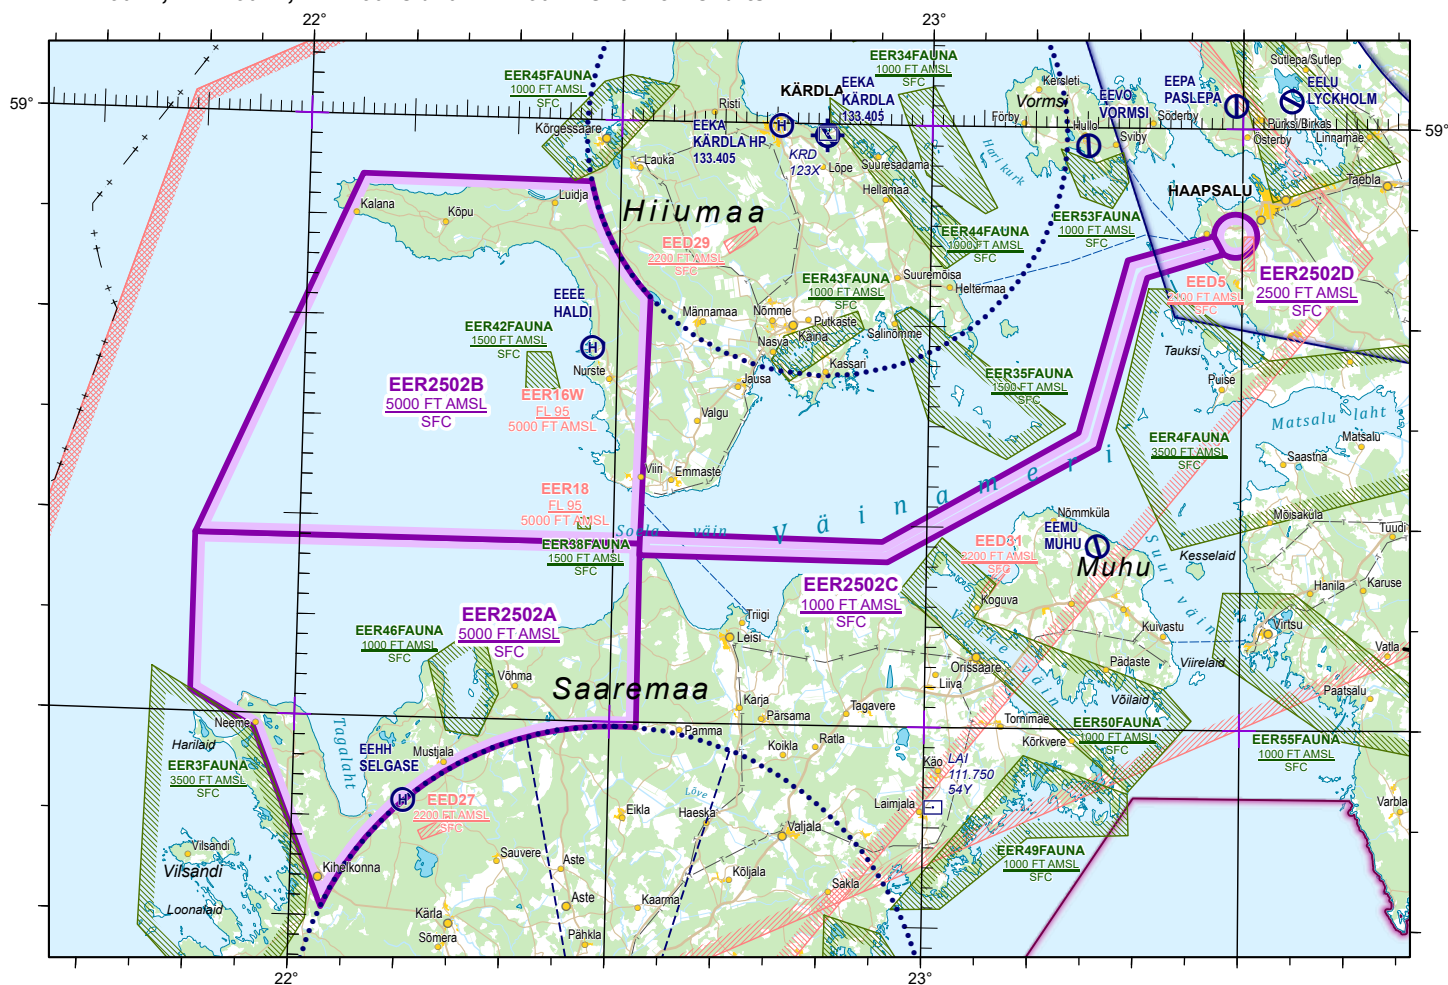 22°
23°
59°
59°
EER45FAUNA
1000 FT AMSL
SFC
EER34FAUNA
1000 FT AMSL
SFC
KÄRDLA
EEKA
KÄRDLA
133.405
EEKA
KÄRDLA HP
133.405
KRD
123X
Risti
Kõrgessaare
Lauka
Luidja
Kalana
Kõpu
Hiiumaa
Lõpe
Suuresadama
Hellamaa
Hari kurk
Kersleti
Vormsi
Förby
Hullo
Sviby
Söderby
EEVO
VORMSI
EEPA
PASLEPA
EELU
LYCKHOLM
Sutlepa/Sutlep
Pürksi/Birkas
Österby
Linnamäe
Taebla
HAAPSALU
EER53FAUNA
1000 FT AMSL
SFC
EER44FAUNA
1000 FT AMSL
SFC
EED29
2200 FT AMSL
SFC
EER43FAUNA
1000 FT AMSL
SFC
Suuremõisa
Heltermaa
EED5
2100 FT AMSL
SFC
EER2502D
2500 FT AMSL
SFC
EEEE
HALDI
EER42FAUNA
1500 FT AMSL
SFC
Männamaa
Nõmme
Putkaste
Käina
Nasva
Salinõmme
Kassari
Jausa
Nurste
Valgu
Tauksi
Puise
EER35FAUNA
1500 FT AMSL
SFC
EER2502B
5000 FT AMSL
SFC
EER16W
FL 95
5000 FT AMSL
Matsalu laht
Matsalu
Saastna
EER4FAUNA
3500 FT AMSL
SFC
Viiri
Emmaste
EER18
FL 95
5000 FT AMSL
Soela väin
Väinameri
EER38FAUNA
1500 FT AMSL
SFC
Nõmmküla
EEMU
MUHU
Muhu
EED81
2200 FT AMSL
SFC
Suur väin
Kesselaid
Mõisaküla
Tuudi
Hanila
Karuse
EER2502A
5000 FT AMSL
SFC
EER2502C
1000 FT AMSL
SFC
Koguva
Triigi
Leisi
Kuivastu
Virtsu
Vatla
EER46FAUNA
1000 FT AMSL
SFC
Võhma
Väike väin
Orissaare
Liiva
Pädaste
Viirelaid
Võilaid
Paatsalu
Saaremaa
Karja
Pärsama
Tagavere
Tornimäe
Neeme
Harilaid
Tagalaht
Pamma
Koikla
Ratla
Kõrkvere
EER50FAUNA
1000 FT AMSL
SFC
EER55FAUNA
1000 FT AMSL
SFC
EER3FAUNA
3500 FT AMSL
SFC
EEHH
SELGASE
Mustjala
Käo
LAI
111.750
54Y
Laimjala
EED27
2200 FT AMSL
SFC
Lõve
Eikla
Haeska
Valjala
Varbla
Vilsandi
Vilsandi
Loonalaid
Kihelkonna
Sauvere
Aste
Aste
Kõljala
Sakla
EER49FAUNA
1000 FT AMSL
SFC
Kärla
Sõmera
Kaarma
Pähkla
22°
23°